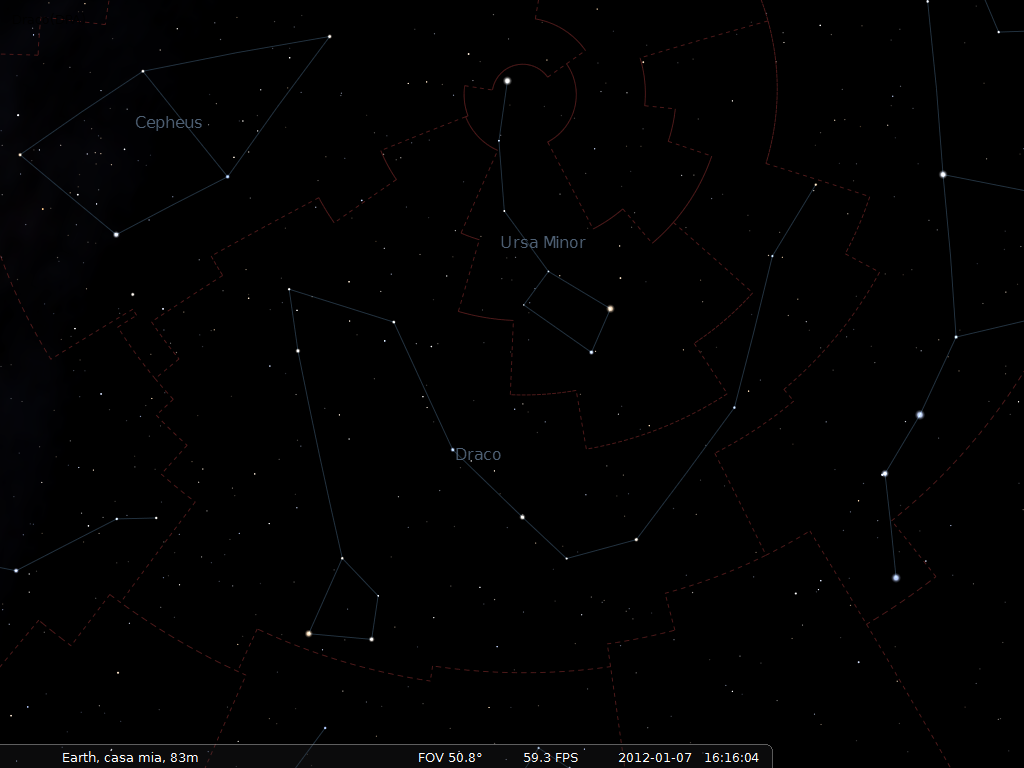 Cepheus
Ursa Minor
Draco
Earth, casa mia, 83m FOV 50.8° 59.3 FPS 2012-01-07 16:16:04